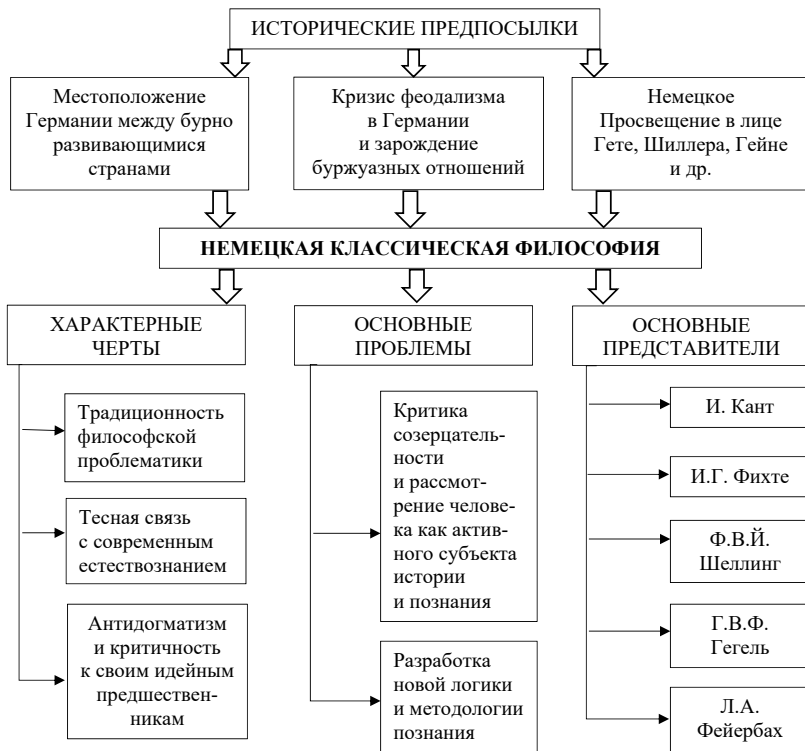 ИСТОРИЧЕСКИЕ ПРЕДПОСЫЛКИ
Местоположение
Германии между бурно
развивающимися
странами
Кризис феодализма
в Германии
и зарождение
буржуазных отношений
Немецкое
Просвещение в лице
Гете, Шиллера, Гейне
и др.
НЕМЕЦКАЯ КЛАССИЧЕСКАЯ ФИЛОСОФИЯ
ХАРАКТЕРНЫЕ
ЧЕРТЫ
Традиционность
философской
проблематики
Тесная связь
с современным
естествознанием
Антидогматизм
и критичность
к своим идейным
предшествен-
никам
ОСНОВНЫЕ
ПРОБЛЕМЫ
Критика
созерцатель-
ности
и рассмот-
рение челове-
ка как актив-
ного субъекта
истории
и познания
Разработка
новой логики
и методологии
познания
ОСНОВНЫЕ
ПРЕДСТАВИТЕЛИ
И. Кант
И.Г. Фихте
Ф.В.Й.
Шеллинг
Г.В.Ф.
Гегель
Л.А.
Фейербах